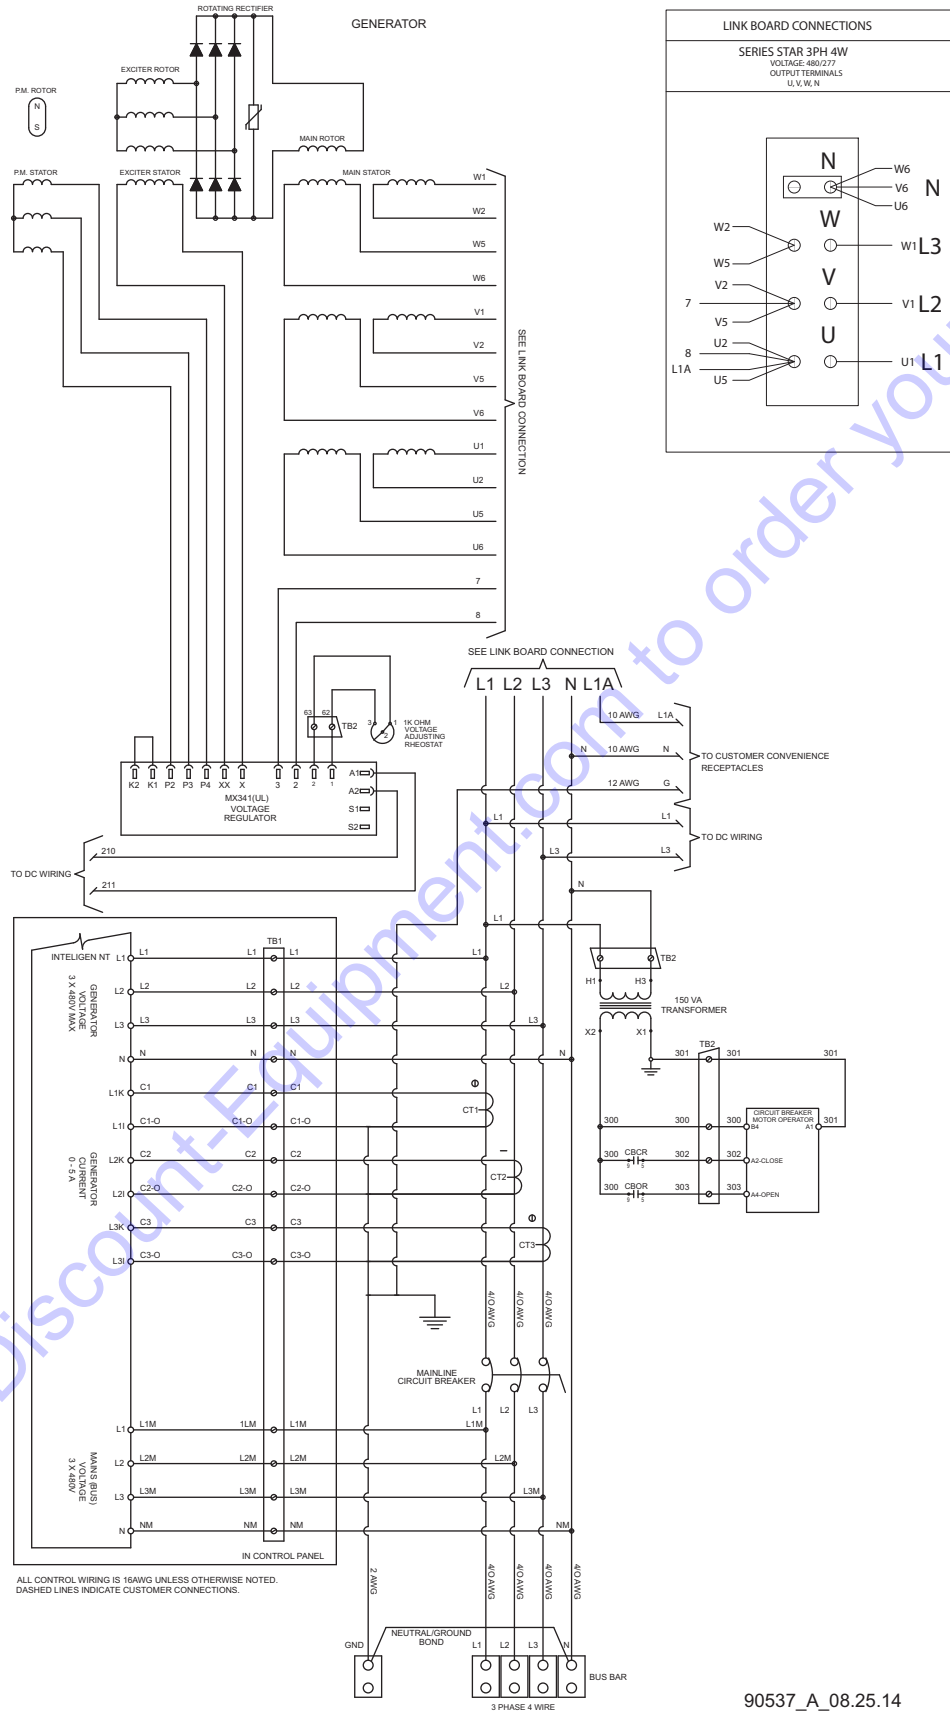 ROTATING RECTIFIER
GENERATOR
EXCITER ROTOR
P.M. ROTOR
N
S
MAIN ROTOR
P.M. STATOR
EXCITER STATOR
MAIN STATOR
W1
W2
W5
W6
V1
V2
V5
V6
U1
U2
U5
U6
7
8
SEE LINK BOARD CONNECTION
LINK BOARD CONNECTIONS
SERIES STAR 3PH 4W
VOLTAGE: 480/277
OUTPUT TERMINALS
U, V, W, N
N
W6
V6 N
U6
W
W2
W5
W1 L3
V
V2
7
V5
V1 L2
U
U2
8
L1A
U5
U1 L1
SEE LINK BOARD CONNECTION
L1 L2 L3 N L1A
10 AWG L1A
N 10 AWG N
12 AWG G
TO CUSTOMER CONVENIENCE
RECEPTACLES
L1 L1
L3 L3
TO DC WIRING
63 62
TB2
3 1
2
1K OHM
VOLTAGE
ADJUSTING
RHEOSTAT
K2 K1 P2 P3 P4 XX X 3 2 2 1
A1
A2
S1
S2
MX341(UL)
VOLTAGE
REGULATOR
210
TO DC WIRING
211
N
L1
TB2
H1 H3
150 VA
TRANSFORMER
X2 X1
TB2
301 301 301
300 300 300 B4
CIRCUIT BREAKER
MOTOR OPERATOR
A1 301
300 CBCR 302 302 A2-CLOSE
9 5
300 CBOR 303 303 A4-OPEN
9 5
INTELIGEN NT
TB1
GENERATOR
VOLTAGE
3 X 480V MAX
L1 L1 L1 L1 L1
L2 L2 L2 L2 L2
L3 L3 L3 L3 L3
N N N N N
GENERATOR
CURRENT
0 - 5 A
L1K C1 C1 C1
CT1
L1I C1-O C1-O C1-O
L2K C2 C2 C2
CT2
L2I C2-O C2-O C2-O
L3K C3 C3 C3
CT3
L3I C3-O C3-O C3-O
4/O AWG 4/O AWG 4/O AWG
MAINLINE
CIRCUIT BREAKER
L1 L2 L3
MAINS (BUS)
VOLTAGE
3 X 480V
L1 L1M 1LM L1M L1M
L2 L2M L2M L2M L2M
L3 L3M L3M L3M L3M
N NM NM NM NM
IN CONTROL PANEL
ALL CONTROL WIRING IS 16AWG UNLESS OTHERWISE NOTED.
DASHED LINES INDICATE CUSTOMER CONNECTIONS.
2 AWG 4/O AWG 4/O AWG 4/O AWG 4/O AWG
NEUTRAL/GROUND
BOND
GND L1 L2 L3 N
BUS BAR
3 PHASE 4 WIRE
90537_A_08.25.14
Discount-Equipment.com to order you